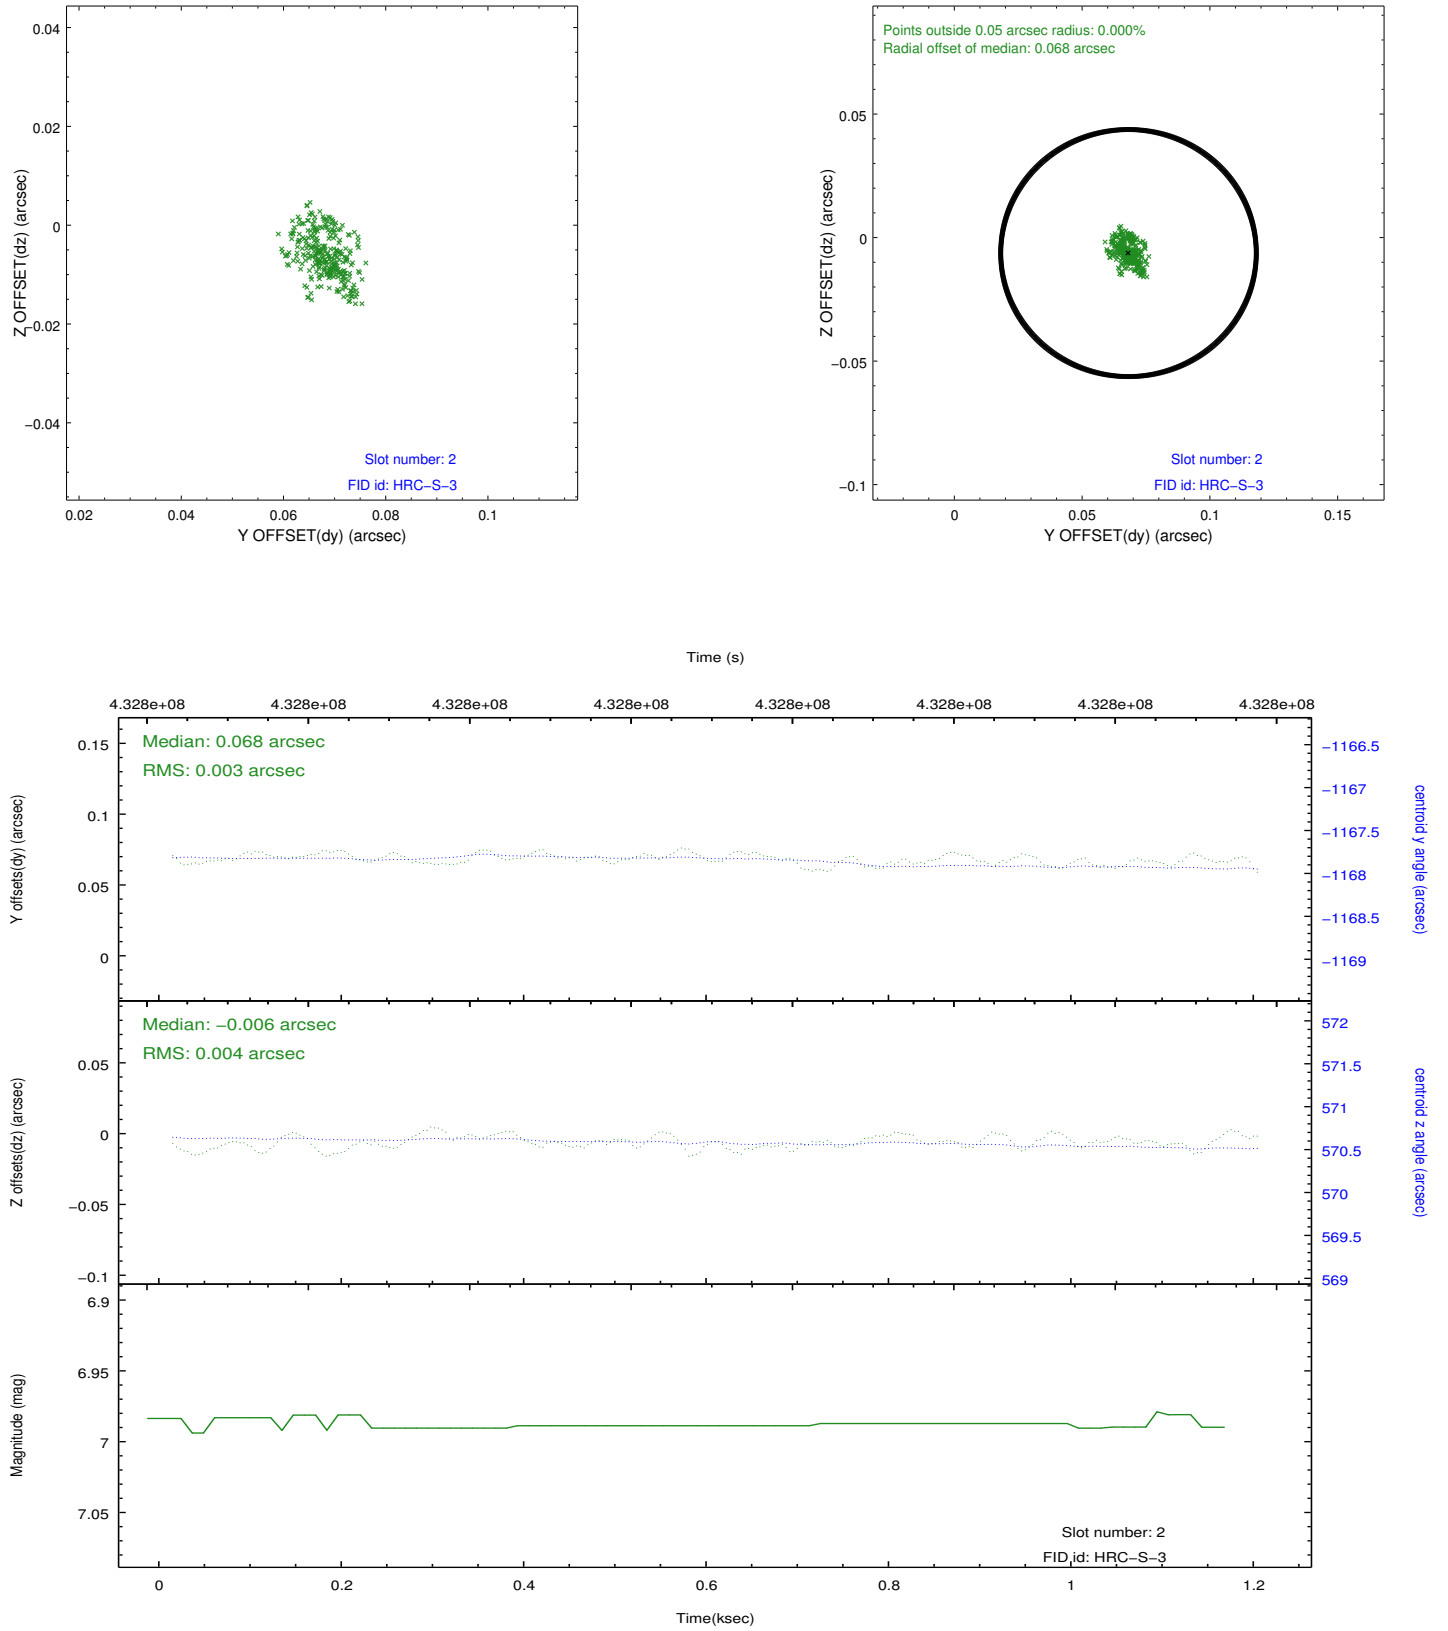 0.04
0.02
0
−0.02
−0.04
Z OFFSET(dz) (arcsec)
Slot number: 2
FID id: HRC−S−3
0.02 0.04 0.06 0.08 0.1
Y OFFSET(dy) (arcsec)
Points outside 0.05 arcsec radius: 0.000%
Radial offset of median: 0.068 arcsec
0.05
0
−0.05
−0.1
Z OFFSET(dz) (arcsec)
Slot number: 2
FID id: HRC−S−3
0 0.05 0.1 0.15
Y OFFSET(dy) (arcsec)
Time (s)
4.328e+08 4.328e+08 4.328e+08 4.328e+08 4.328e+08 4.328e+08 4.328e+08 4.328e+08
Median: 0.068 arcsec
RMS: 0.003 arcsec
0.15
0.1
0.05
0
Y offsets(dy) (arcsec)
−1166.5
−1167
−1167.5
−1168
−1168.5
−1169
centroid y angle (arcsec)
Median: −0.006 arcsec
RMS: 0.004 arcsec
0.05
0
−0.05
−0.1
Z offsets(dz) (arcsec)
572
571.5
571
570.5
570
569.5
569
centroid z angle (arcsec)
6.9
6.95
7
7.05
Magnitude (mag)
Slot number: 2
FID id: HRC−S−3
0 0.2 0.4 0.6 0.8 1 1.2
Time(ksec)